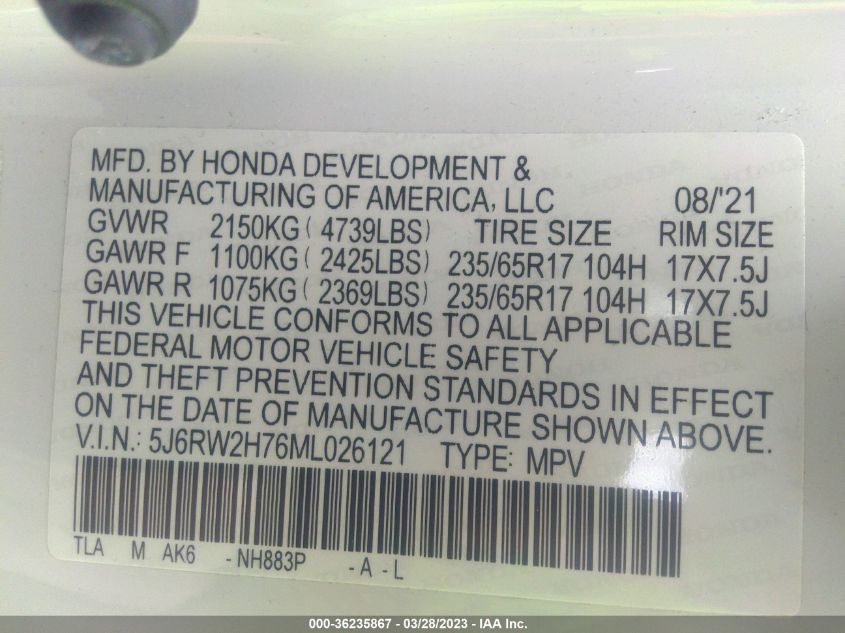 MFD. BY HONDA DEVELOPMENT &
MANUFACTURING OF AMERICA, LLC 08/'21
GVWR 2150KG ( 4739LBS) TIRE SIZE RIM SIZE
GAWR F 1100KG ( 2425LBS) 235/65R17 104H 17X7.5J
GAWR R 1075KG ( 2369LBS) 235/65R17 104H 17X7.5J
THIS VEHICLE CONFORMS TO ALL APPLICABLE
FEDERAL MOTOR VEHICLE SAFETY
AND THEFT PREVENTION STANDARDS IN EFFECT
ON THE DATE OF MANUFACTURE SHOWN ABOVE.
V.I.N.: 5J6RW2H76ML026121 TYPE: MPV
TLA M AK6 - NH883P - A - L
000-36235867 — 03/28/2023 — IAA Inc.